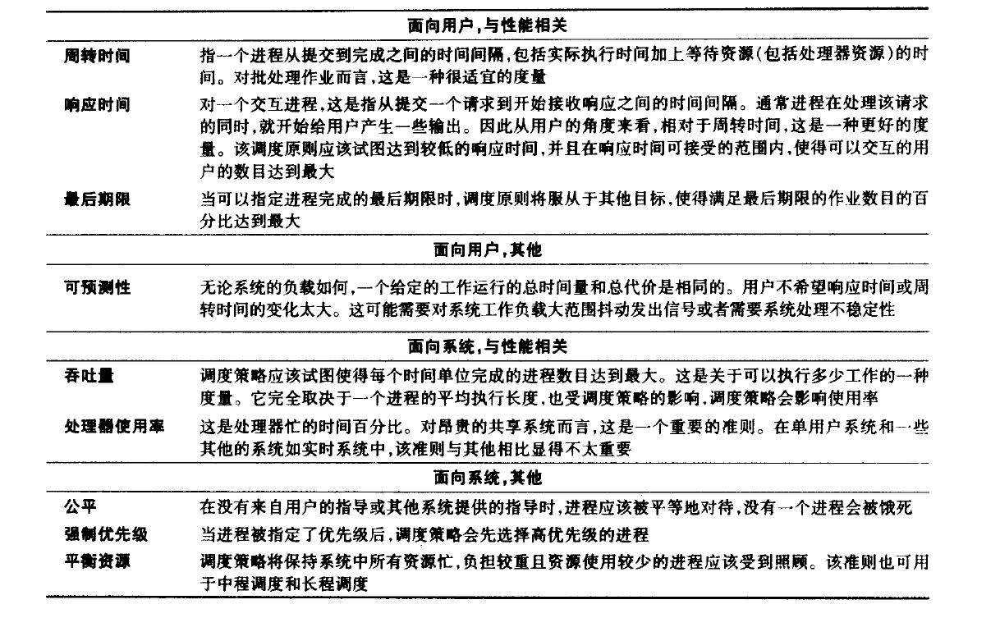 面向用户,与性能相关
周转时间 指一个进程从提交到完成之间的时间间隔,包括实际执行时间加上等待资源(包括处理器资源)的时
间。对批处理作业而言,这是一种很适宜的度量
响应时间 对一个交互进程,这是指从提交一个请求到开始接收响应之间的时间间隔。通常进程在处理该请求
的同时,就开始给用户产生一些输出。因此从用户的角度来看,相对于周转时间,这是一种更好的度
量。该调度原则应该试图达到较低的响应时间,并且在响应时间可接受的范围内,使得可以交互的用
户的数目达到最大
最后期限 当可以指定进程完成的最后期限时,调度原则将服从于其他目标,使得满足最后期限的作业数目的百
分比达到最大
面向用户,其他
可预测性 无论系统的负载如何,一个给定的工作运行的总时间量和总代价是相同的。用户不希望响应时间或周
转时间的变化太大。这可能需要对系统工作负载大范围抖动发出信号或者需要系统处理不稳定性
面向系统,与性能相关
吞吐量 调度策略应该试图使得每个时间单位完成的进程数目达到最大。这是关于可以执行多少工作的一种
度量。它完全取决于一个进程的平均执行长度,也受调度策略的影响,调度策略会影响使用率
处理器使用率 这是处理器忙的时间百分比。对昂贵的共享系统而言,这是一个重要的准则。在单用户系统和一些
其他的系统如实时系统中,该准则与其他相比显得不太重要
面向系统,其他
公平 在没有来自用户的指导或其他系统提供的指导时,进程应该被平等地对待,没有一个进程会被饿死
强制优先级 当进程被指定了优先级后,调度策略会先选择高优先级的进程
平衡资源 调度策略将保持系统中所有资源忙,负担较重且资源使用较少的进程应该受到照顾。该准则也可用
于中程调度和长程调度